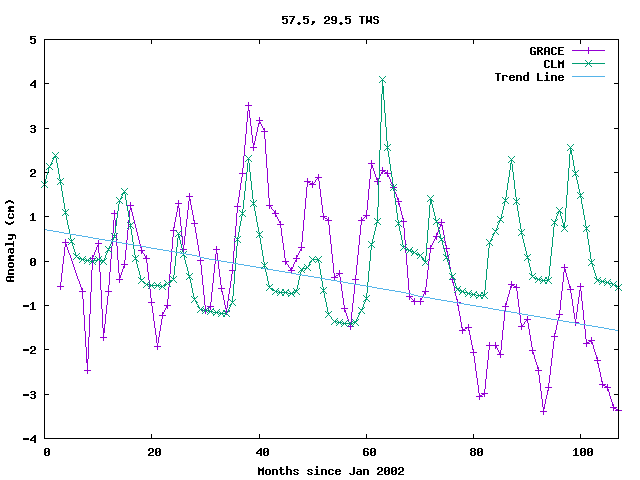 57.5, 29.5 TWS
GRACE
CLM
Trend Line
5
4
3
2
1
0
-1
-2
-3
-4
Anomaly (cm)
0 20 40 60 80 100
Months since Jan 2002